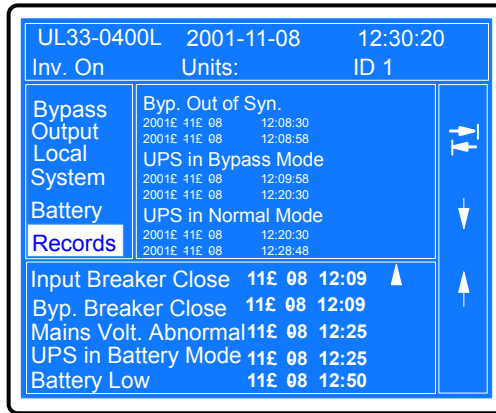 UL33-0400L 2001-11-08 12:30:20
Inv. On Units: ID 1
Bypass
Output
Local
System
Battery
Records
Byp. Out of Syn.
2001£ 11£ 08 12:08:30
2001£ 11£ 08 12:08:58
UPS in Bypass Mode
2001£ 11£ 08 12:09:58
2001£ 11£ 08 12:20:30
UPS in Normal Mode
2001£ 11£ 08 12:20:30
2001£ 11£ 08 12:28:48
Input Breaker Close 11£ 08 12:09
Byp. Breaker Close 11£ 08 12:09
Mains Volt. Abnormal 11£ 08 12:25
UPS in Battery Mode 11£ 08 12:25
Battery Low 11£ 08 12:50